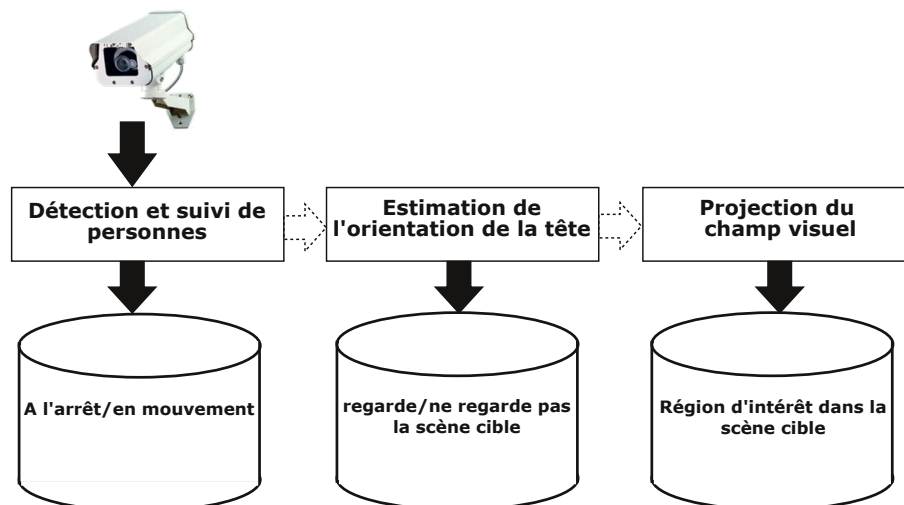 Détection et suivi de
personnes
Estimation de
l'orientation de la tête
Projection du
champ visuel
A l'arrêt/en mouvement
regarde/ne regarde pas
la scène cible
Région d'intérêt dans la
scène cible